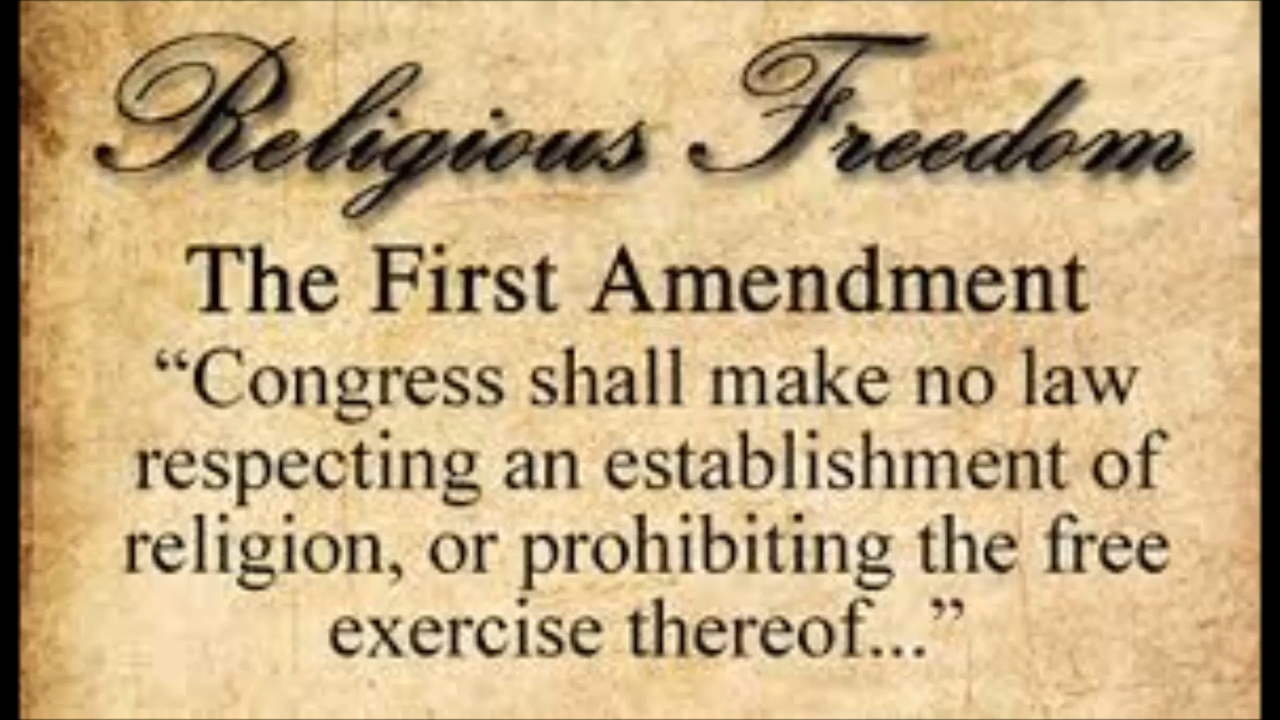 Religious Freedom
The First Amendment
“Congress shall make no law
respecting an establishment of
religion, or prohibiting the free
exercise thereof...”